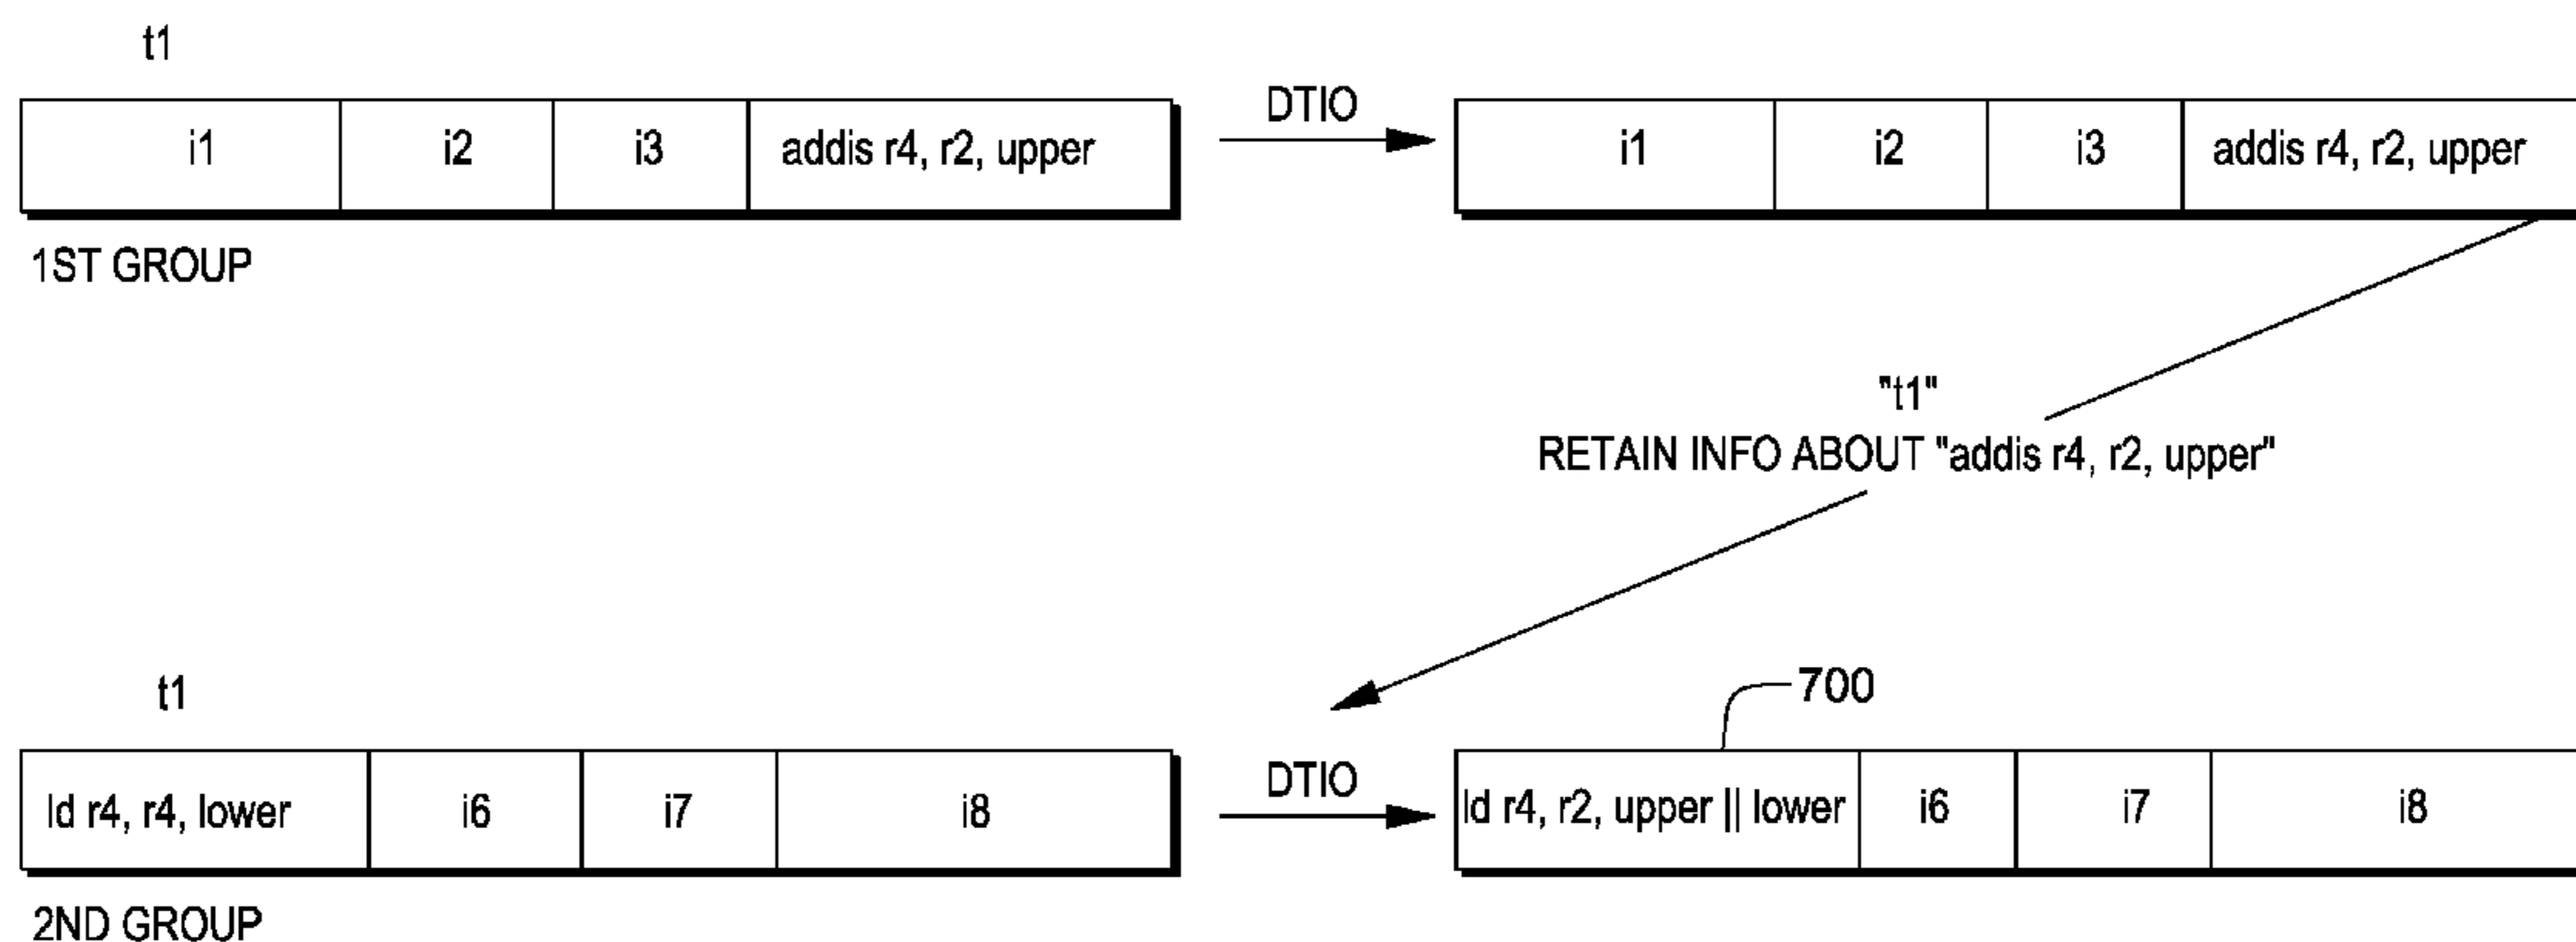 t1
i1 i2 i3 addis r4, r2, upper
DTIO
i1 i2 i3 addis r4, r2, upper
1ST GROUP
"t1"
RETAIN INFO ABOUT "addis r4, r2, upper"
t1
700
ld r4, r4, lower i6 i7 i8
DTIO
ld r4, r2, upper || lower i6 i7 i8
2ND GROUP